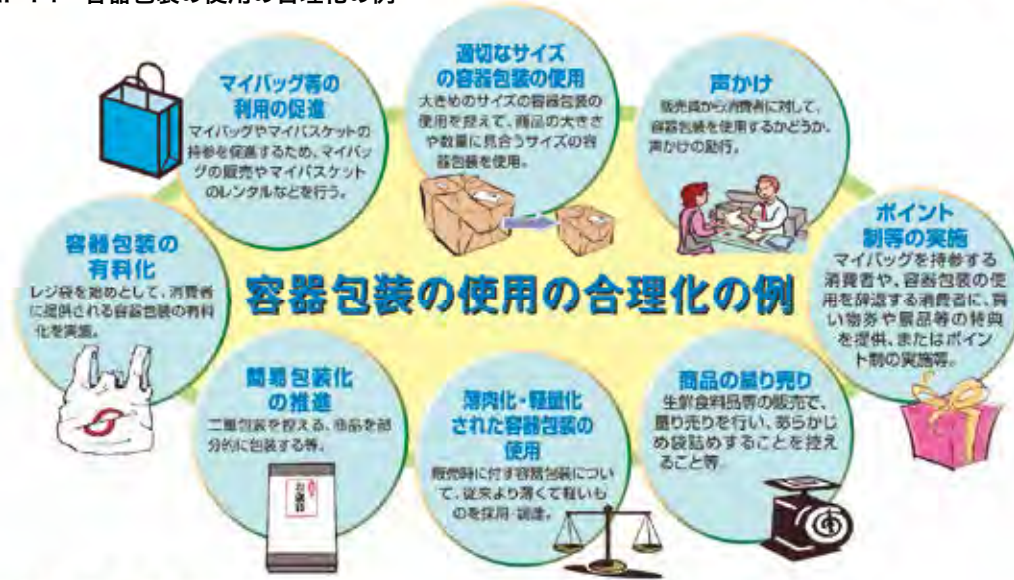 容器包装の使用の合理化の例
マイバッグ等の
利用の促進
マイバッグやマイバスケットの
持参を促進するため、マイバッ
グの販売やマイバスケット
のレンタルなどを行う。
適切なサイズ
の容器包装の使用
大きめのサイズの容器包装の
使用を控えて、商品の大きさ
や数量に見合うサイズの容
器包装を使用。
声かけ
販売員から消費者に対して、
容器包装を使用するかどうか、
声かけの励行。
ポイント
制等の実施
マイバッグを持参する
消費者や、容器包装の使
用を辞退する消費者に、買
い物券や景品等の特典
を提供、またはポイン
ト制の実施等。
容器包装の
有料化
レジ袋を始めとして、消費者
に提供される容器包装の有料
化を実施。
容器包装の使用の合理化の例
簡易包装化
の推進
二重包装を控える、商品を部
分的に包装する等。
お歳暮
薄肉化・軽量化
された容器包装の
使用
販売時に付す容器包装につい
て、従来より薄くて軽いも
のを採用・調達。
商品の量り売り
生鮮食料品等の販売で、
量り売りを行い、あらかじ
め袋詰めすることを控え
ること等。